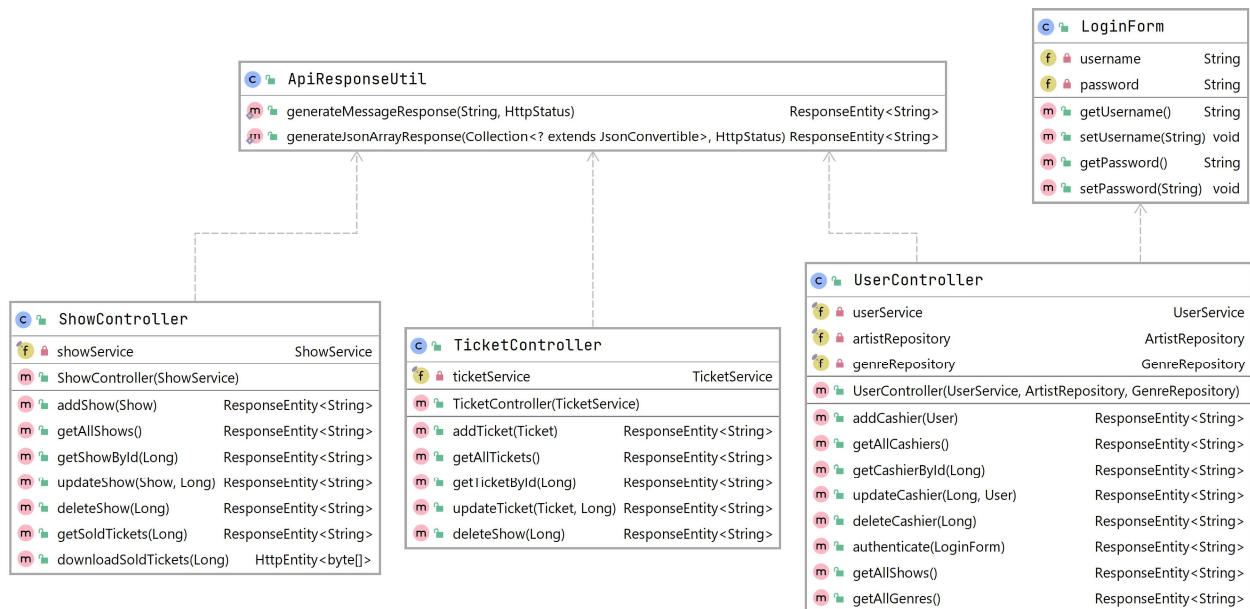 LoginForm
username String
password String
getUsername() String
setUsername(String) void
getPassword() String
setPassword(String) void
ApiResponseUtil
generateMessageResponse(String, HttpStatus) ResponseEntity<String>
generateJsonArrayResponse(Collection<? extends JsonConvertible>, HttpStatus) ResponseEntity<String>
ShowController
showService ShowService
ShowController(ShowService)
addShow(Show) ResponseEntity<String>
getAllShows() ResponseEntity<String>
getShowById(Long) ResponseEntity<String>
updateShow(Show, Long) ResponseEntity<String>
deleteShow(Long) ResponseEntity<String>
getSoldTickets(Long) ResponseEntity<String>
downloadSoldTickets(Long) HttpEntity<byte[]>
TicketController
ticketService TicketService
TicketController(TicketService)
addTicket(Ticket) ResponseEntity<String>
getAllTickets() ResponseEntity<String>
getTicketById(Long) ResponseEntity<String>
updateTicket(Ticket, Long) ResponseEntity<String>
deleteShow(Long) ResponseEntity<String>
UserController
userService UserService
artistRepository ArtistRepository
genreRepository GenreRepository
UserController(UserService, ArtistRepository, GenreRepository)
addCashier(User) ResponseEntity<String>
getAllCashiers() ResponseEntity<String>
getCashierById(Long) ResponseEntity<String>
updateCashier(Long, User) ResponseEntity<String>
deleteCashier(Long) ResponseEntity<String>
authenticate(LoginForm) ResponseEntity<String>
getAllShows() ResponseEntity<String>
getAllGenres() ResponseEntity<String>